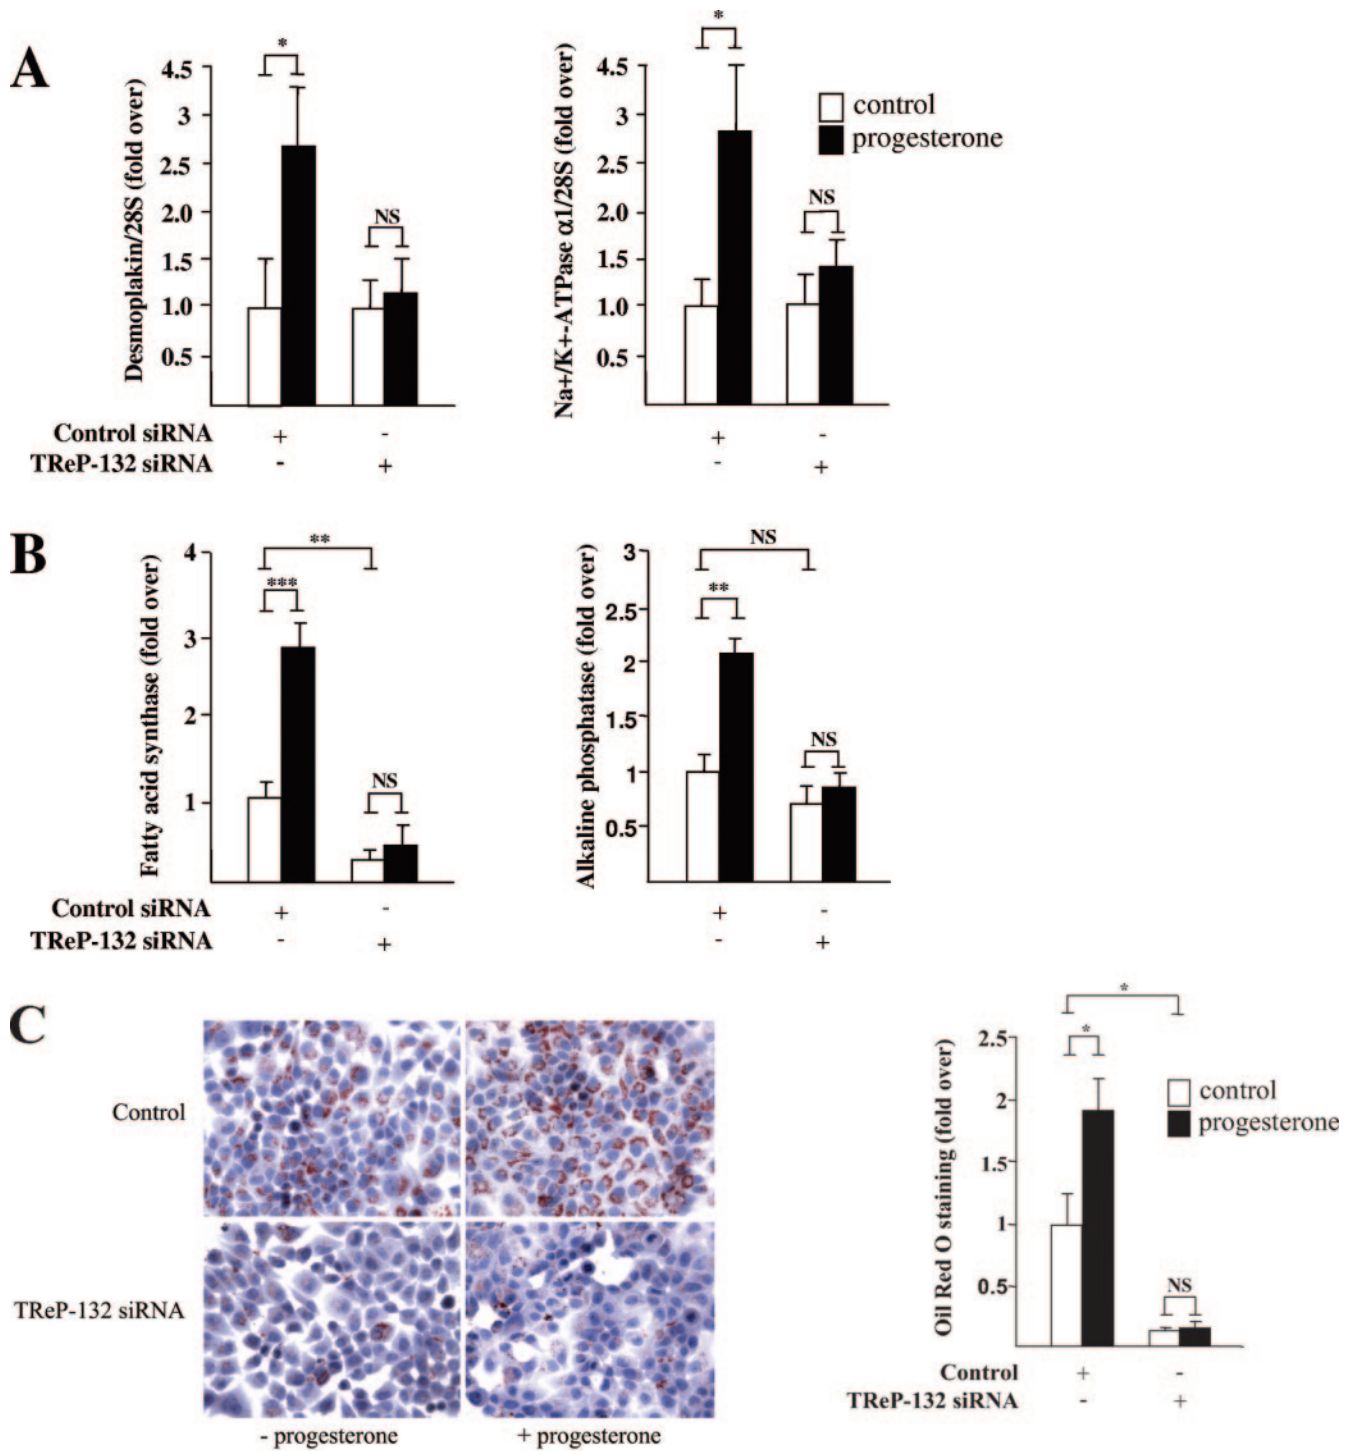 A
Desmoplakin/28S (fold over)
4.5
3
2.5
2.0
1.5
1.0
0.5
*
NS
Control siRNA + -
TReP-132 siRNA - +
Na+/K+-ATPase α1/28S (fold over)
4.5
3
2.5
2.0
1.5
1.0
0.5
*
NS
control
progesterone
+ -
- +
B
Fatty acid synthase (fold over)
4
3
2
1
**
***
NS
Control siRNA + -
TReP-132 siRNA - +
Alkaline phosphatase (fold over)
3
2.5
2
1.5
1
0.5
NS
**
NS
+ -
- +
C
Control
TReP-132 siRNA
- progesterone + progesterone
Oil Red O staining (fold over)
2.5
2
1.5
1
0.5
*
*
NS
control
progesterone
Control + -
TReP-132 siRNA - +